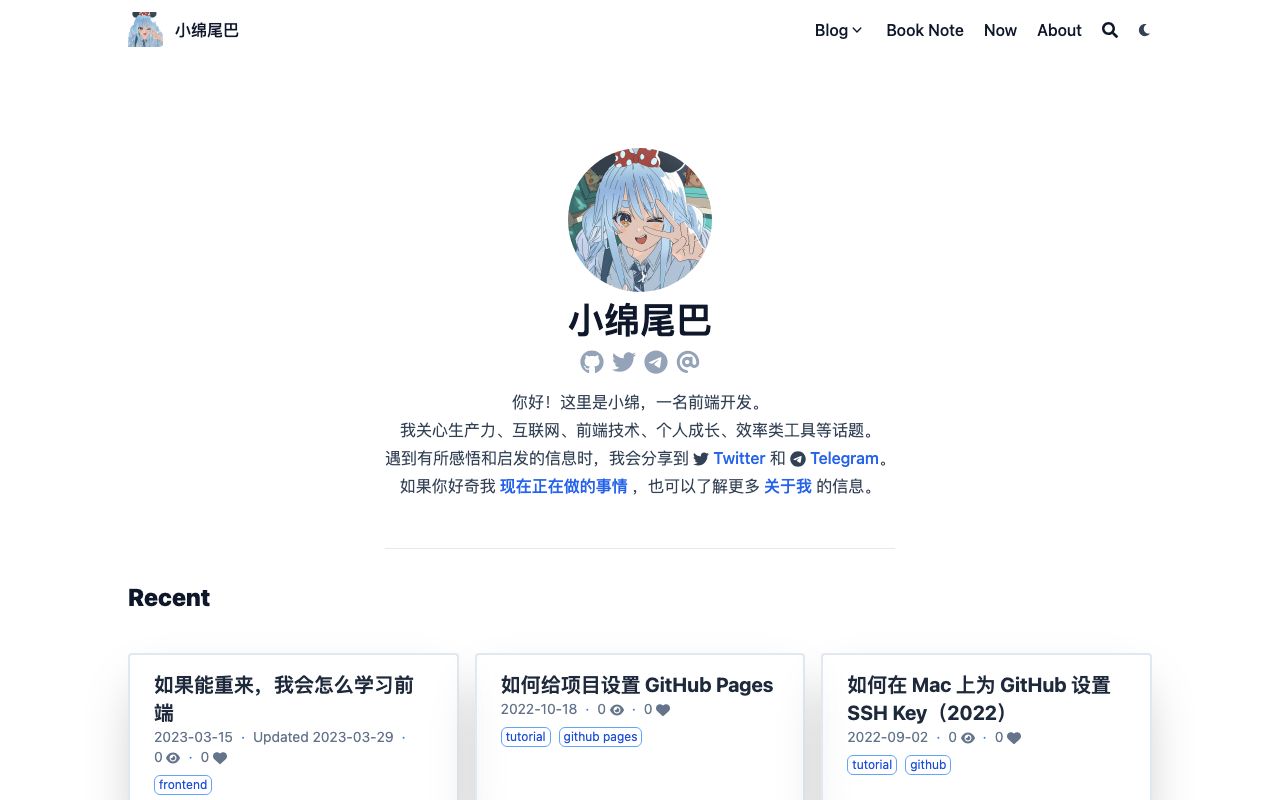 小绵尾巴
Blog
Book Note
Now
About
小绵尾巴
你好！这里是小绵，一名前端开发。
我关心生产力、互联网、前端技术、个人成长、效率类工具等话题。
遇到有所感悟和启发的信息时，我会分享到 Twitter 和 Telegram。
如果你好奇我 现在正在做的事情 ，也可以了解更多 关于我 的信息。
Recent
如果能重来，我会怎么学习前
端
2023-03-15 · Updated 2023-03-29 ·
0 · 0
frontend
如何给项目设置 GitHub Pages
2022-10-18 · 0 · 0
tutorial github pages
如何在 Mac 上为 GitHub 设置
SSH Key（2022）
2022-09-02 · 0 · 0
tutorial github